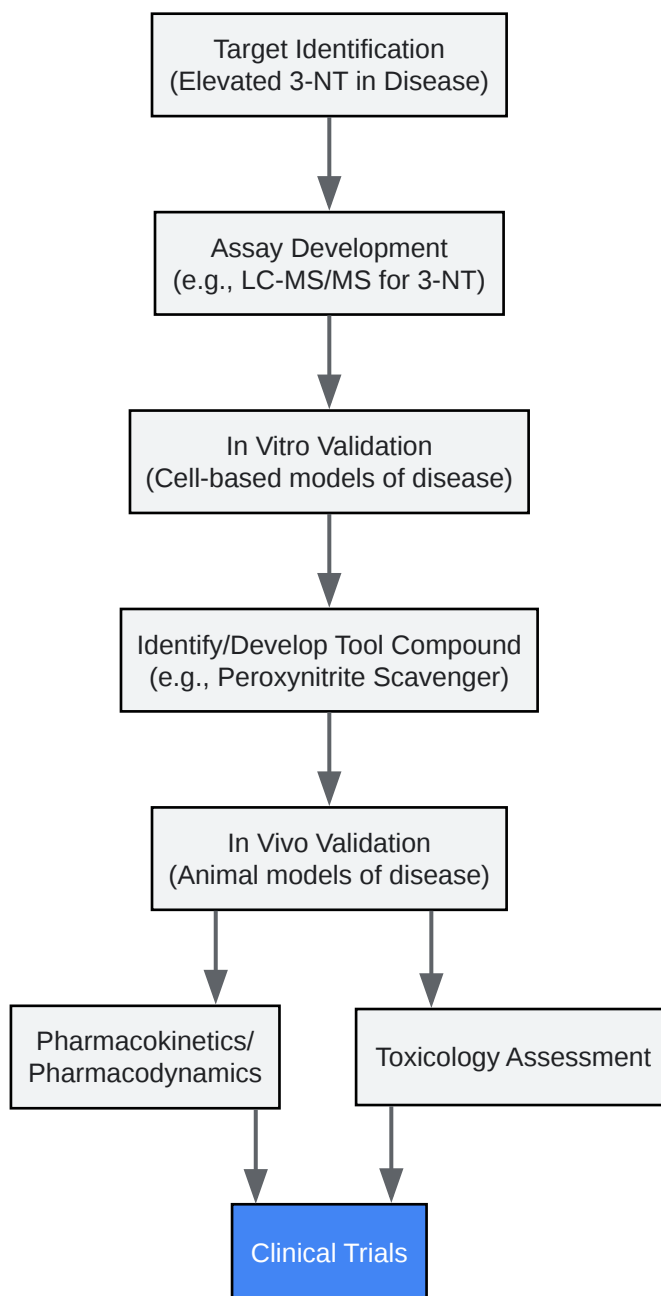 Target Identification
(Elevated 3-NT in Disease)
Assay Development
(e.g., LC-MS/MS for 3-NT)
In Vitro Validation
(Cell-based models of disease)
Identify/Develop Tool Compound
(e.g., Peroxynitrite Scavenger)
In Vivo Validation
(Animal models of disease)
Pharmacokinetics/
Pharmacodynamics
Toxicology Assessment
Clinical Trials